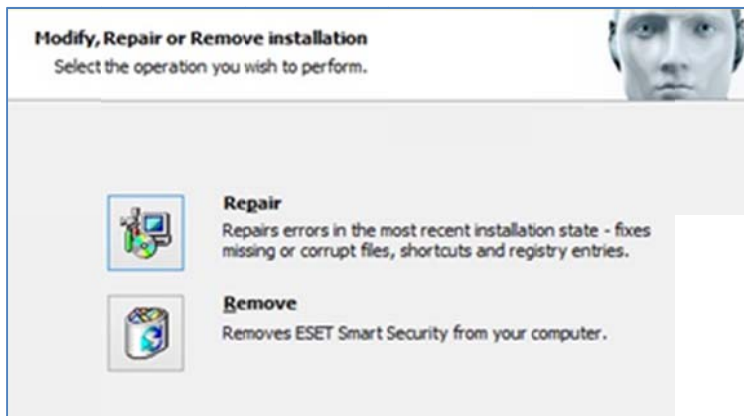 Modify, Repair or Remove installation
Select the operation you wish to perform.
Repair
Repairs errors in the most recent installation state - fixes
missing or corrupt files, shortcuts and registry entries.
Remove
Removes ESET Smart Security from your computer.